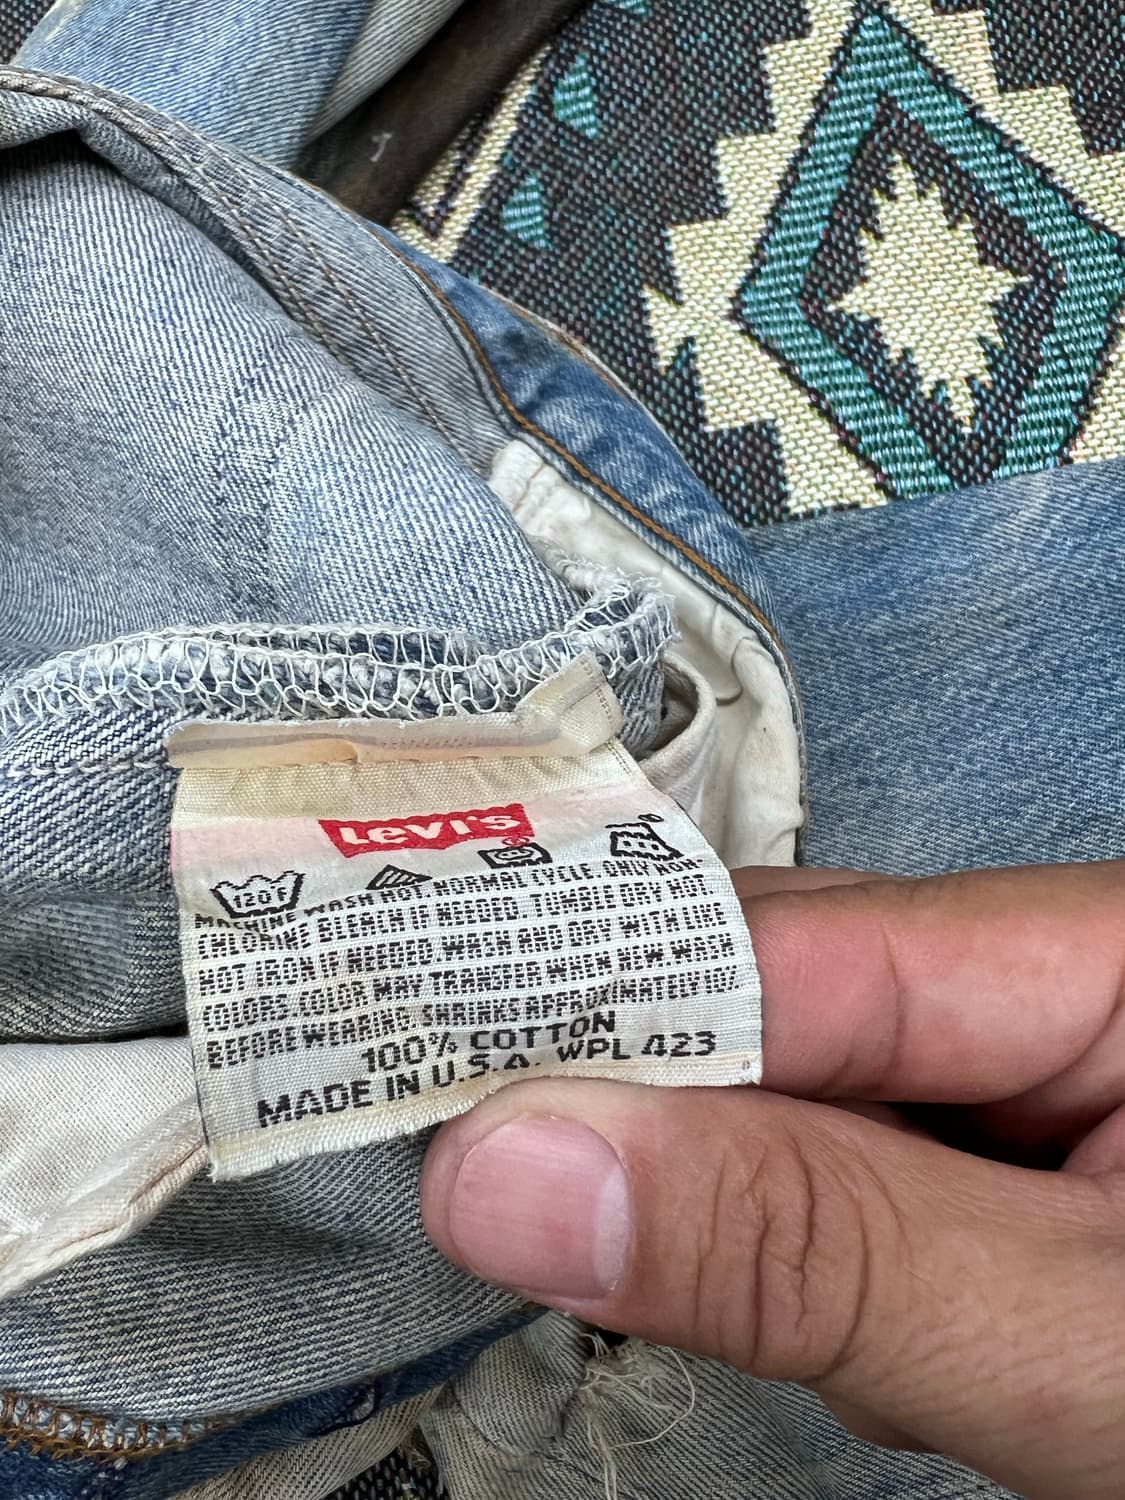 LEVI'S
®
120°
MACHINE WASH HOT NORMAL CYCLE. ONLY NON-
CHLORINE BLEACH IF NEEDED. TUMBLE DRY HOT.
HOT IRON IF NEEDED. WASH AND DRY WITH LIKE
COLORS. COLOR MAY TRANSFER WHEN NEW WASH
BEFORE WEARING. SHRINKS APPROXIMATELY 10%.
100% COTTON
MADE IN U.S.A. WPL 423